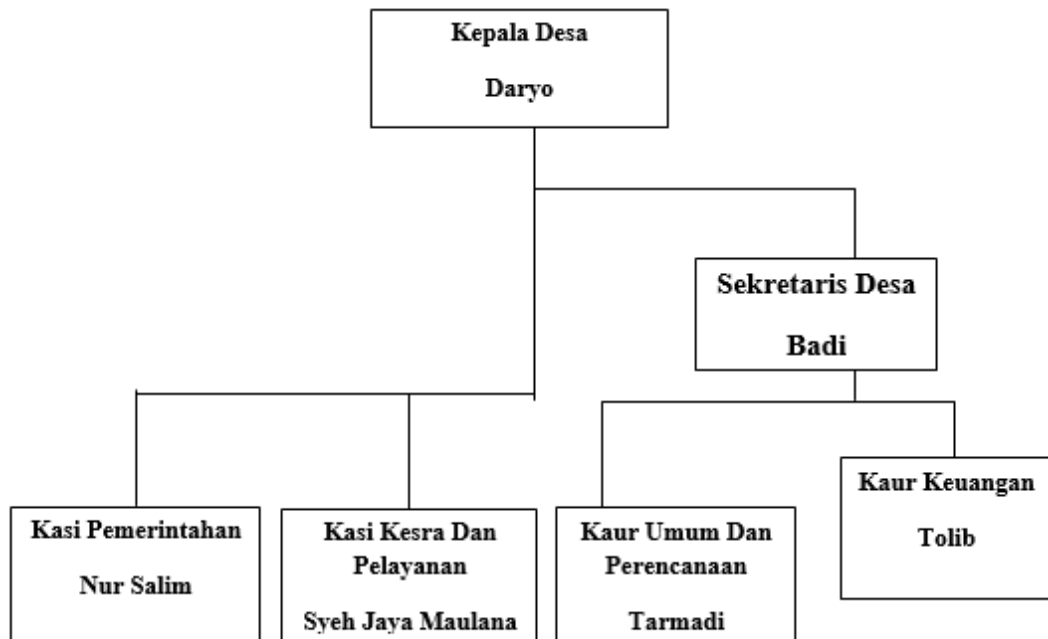 Kepala Desa
Daryo
Sekretaris Desa
Badi
Kasi Pemerintahan
Nur Salim
Kasi Kesra Dan
Pelayanan
Syeh Jaya Maulana
Kaur Umum Dan
Perencanaan
Tarmadi
Kaur Keuangan
Tolib